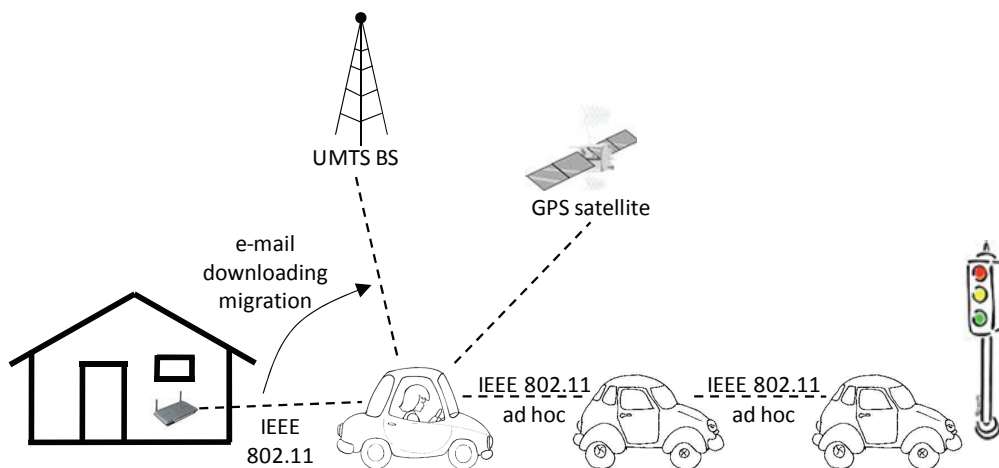 UMTS BS
GPS satellite
e-mail
downloading
migration
IEEE
802.11
IEEE 802.11
ad hoc
IEEE 802.11
ad hoc